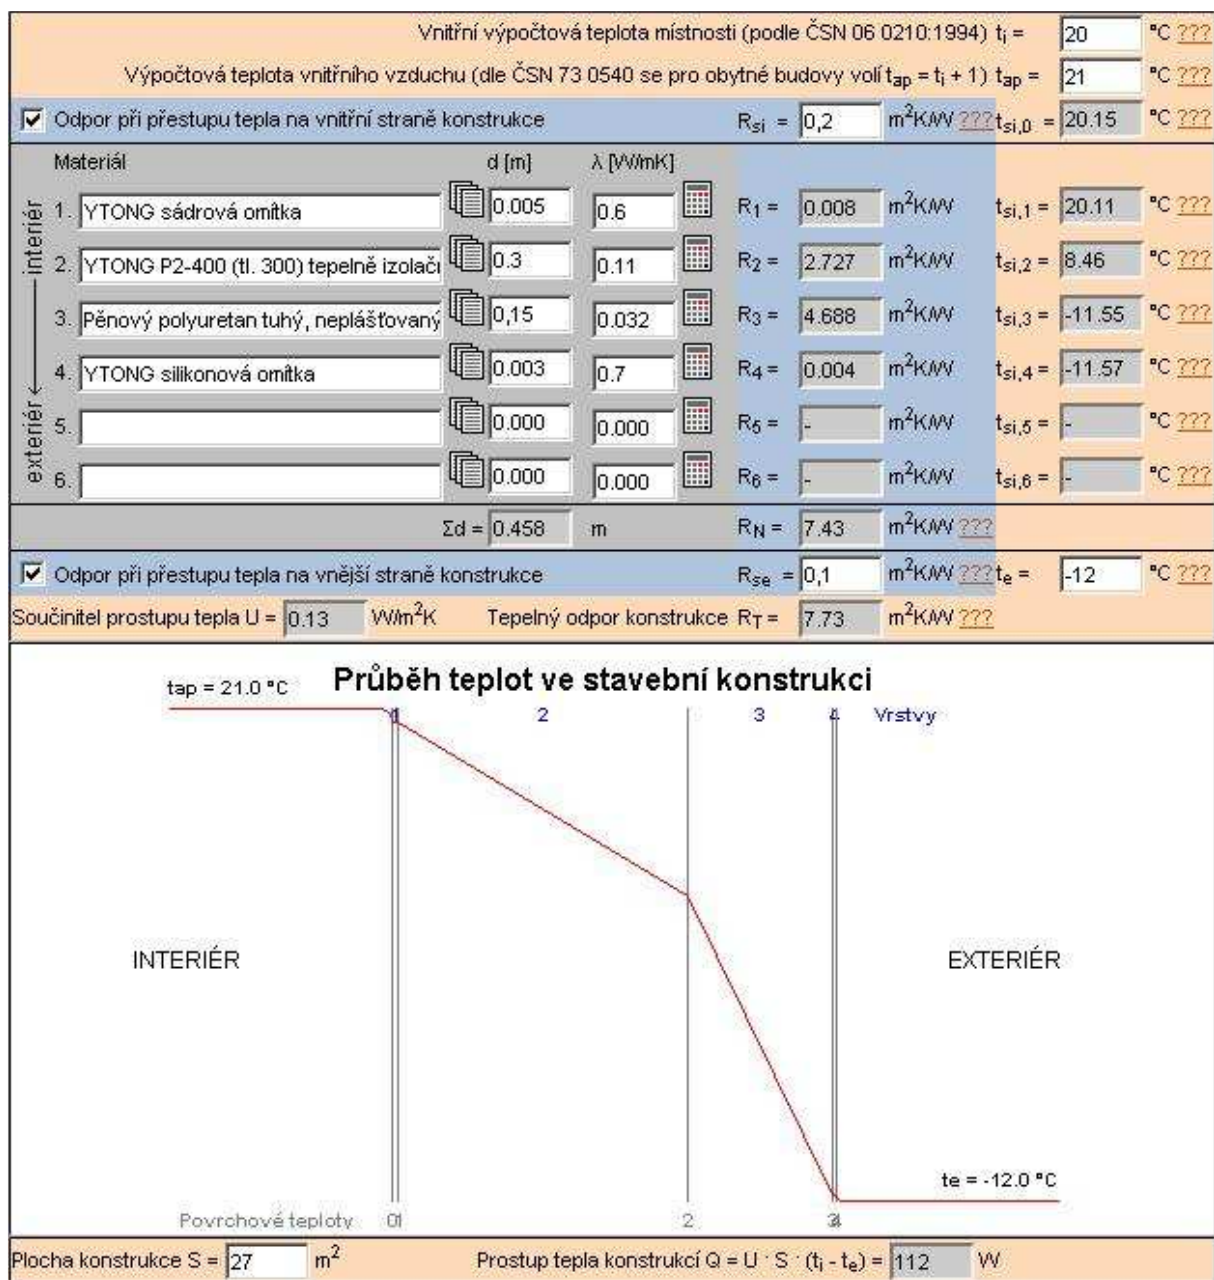 Vnitřní výpočtová teplota místnosti (podle ČSN 06 0210:1994) ti = 20 °C ???
Výpočtová teplota vnitřního vzduchu (dle ČSN 73 0540 se pro obytné budovy volí tap = ti + 1) tap = 21 °C ???
Odpor při přestupu tepla na vnitřní straně konstrukce Rsi = 0,2 m²K/W ??? tsi,0 = 20.15 °C ???
Materiál d [m] λ [W/mK]
interiér
exteriér
1. YTONG sádrová omítka 0.005 0.6 R1 = 0.008 m²K/W tsi,1 = 20.11 °C ???
2. YTONG P2-400 (tl. 300) tepelně izolačı 0.3 0.11 R2 = 2.727 m²K/W tsi,2 = 8.46 °C ???
3. Pěnový polyuretan tuhý, neplášťovaný 0,15 0.032 R3 = 4.688 m²K/W tsi,3 = -11.55 °C ???
4. YTONG silikonová omítka 0.003 0.7 R4 = 0.004 m²K/W tsi,4 = -11.57 °C ???
5. 0.000 0.000 R5 = - m²K/W tsi,5 = - °C ???
6. 0.000 0.000 R6 = - m²K/W tsi,6 = - °C ???
Σd = 0.458 m RN = 7.43 m²K/W ???
Odpor při přestupu tepla na vnější straně konstrukce Rse = 0,1 m²K/W ??? te = -12 °C ???
Součinitel prostupu tepla U = 0.13 W/m²K Tepelný odpor konstrukce RT = 7.73 m²K/W ???
Průběh teplot ve stavební konstrukci
tap = 21.0 °C
1 2 3 4 Vrstvy
INTERIÉR EXTERIÉR
te = -12.0 °C
Povrchové teploty 0 1 2 3 4
Plocha konstrukce S = 27 m² Prostup tepla konstrukcí Q = U · S · (ti - te) = 112 W